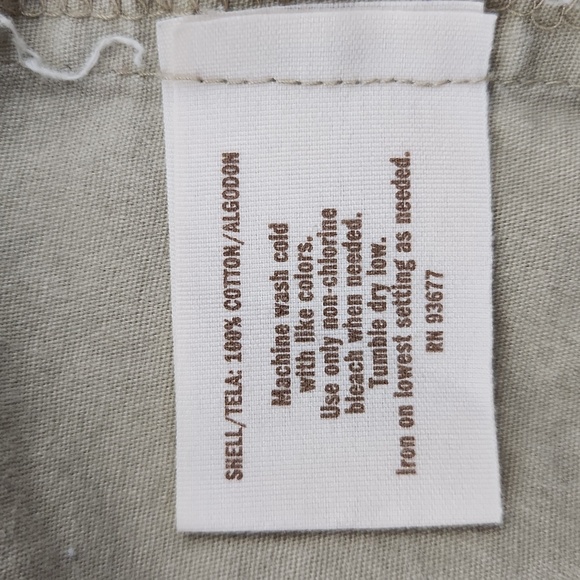 SHELL/TELA: 100% COTTON/ALGODON
Machine wash cold
with like colors.
Use only non-chlorine
bleach when needed.
Tumble dry low.
Iron on lowest setting as needed.
RN 93677